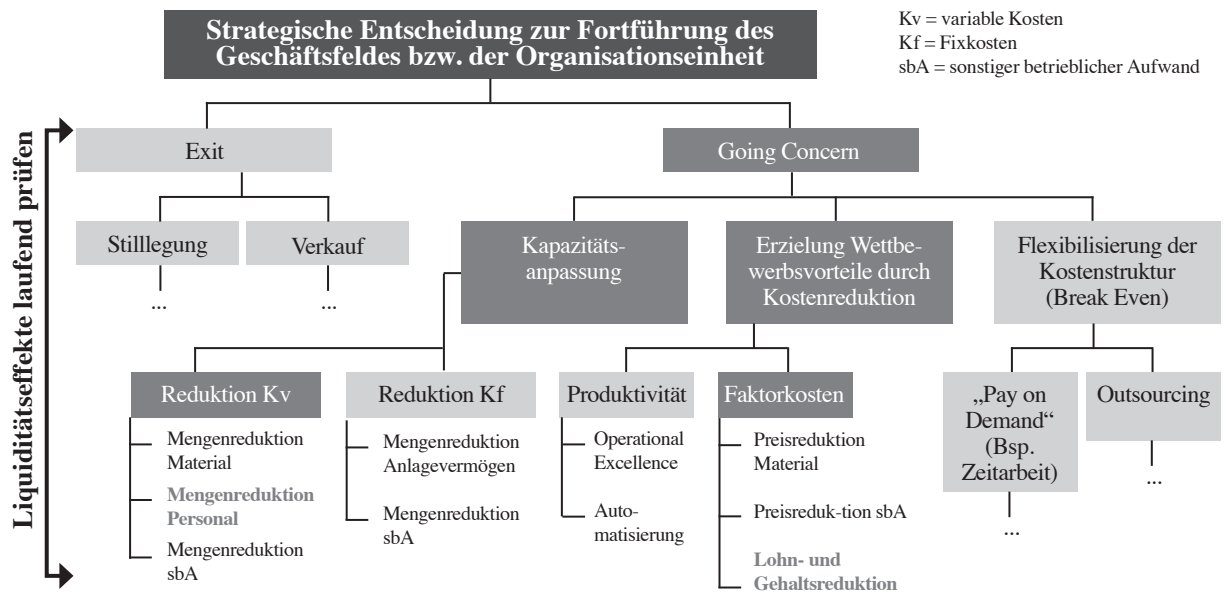 Strategische Entscheidung zur Fortführung des
Geschäftsfeldes bzw. der Organisationseinheit
Kv = variable Kosten
Kf = Fixkosten
sbA = sonstiger betrieblicher Aufwand
Liquiditätseffekte laufend prüfen
Exit
Going Concern
Stilllegung
...
Verkauf
...
Kapazitäts-
anpassung
Erzielung Wettbe-
werbsvorteile durch
Kostenreduktion
Flexibilisierung der
Kostenstruktur
(Break Even)
Reduktion Kv
Mengenreduktion
Material
Mengenreduktion
Personal
Mengenreduktion
sbA
Reduktion Kf
Mengenreduktion
Anlagevermögen
Mengenreduktion
sbA
Produktivität
Operational
Excellence
Auto-
matisierung
Faktorkosten
Preisreduktion
Material
Preisreduk-tion sbA
Lohn- und
Gehaltsreduktion
„Pay on
Demand“
(Bsp.
Zeitarbeit)
...
Outsourcing
...